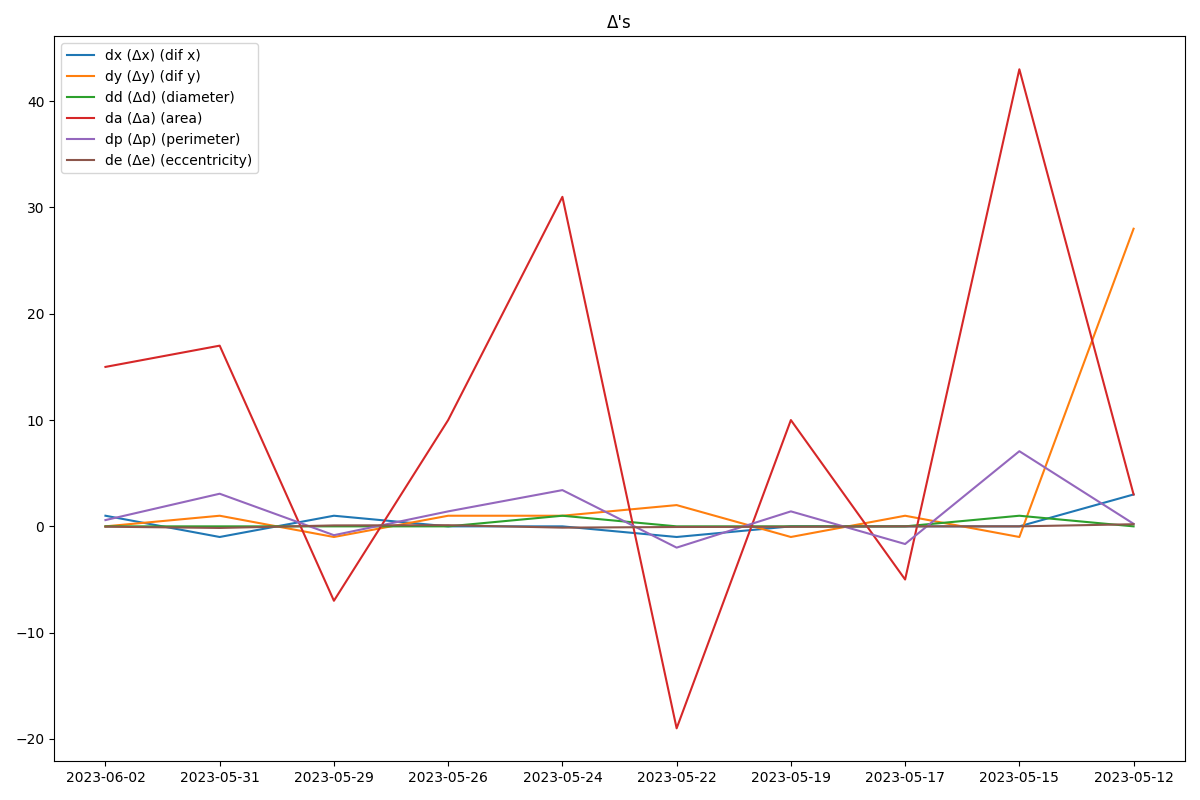 Δ's
dx (Δx) (dif x)
dy (Δy) (dif y)
dd (Δd) (diameter)
da (Δa) (area)
dp (Δp) (perimeter)
de (Δe) (eccentricity)
40
30
20
10
0
−10
−20
2023-06-02 2023-05-31 2023-05-29 2023-05-26 2023-05-24 2023-05-22 2023-05-19 2023-05-17 2023-05-15 2023-05-12